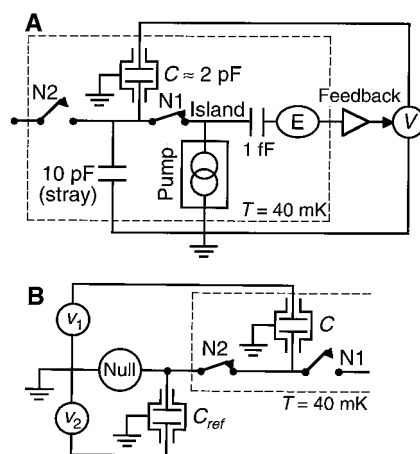 A
C ≈ 2 pF
N2
N1
Island
Feedback
E
V
1 fF
10 pF
(stray)
Pump
T = 40 mK
B
V1
C
N2
N1
Null
V2
Cref
T = 40 mK